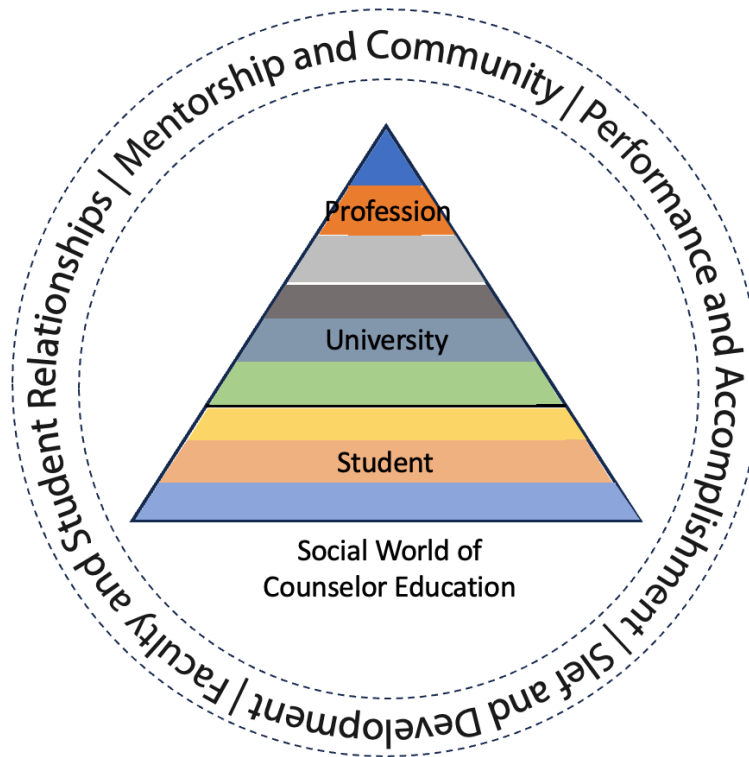 Faculty and Student Relationships | Mentorship and Community | Performance and Accomplishment | Slef and Development |
Profession
University
Student
Social World of
Counselor Education